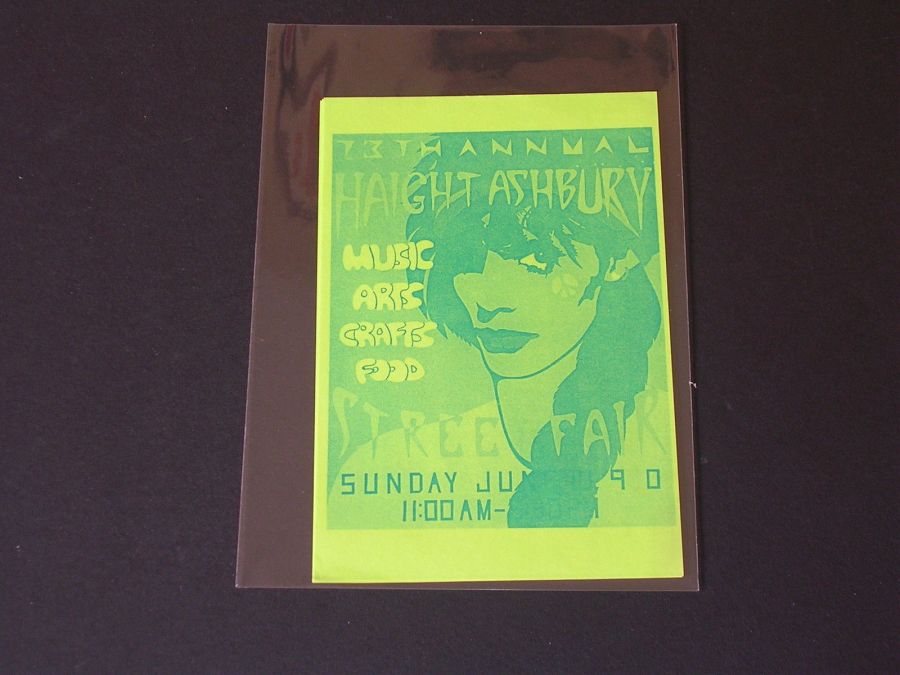 13TH ANNUAL
HAIGHT ASHBURY
MUSIC
ARTS
CRAFTS
FOOD
STREET FAIR
SUNDAY 90
11:00AM-